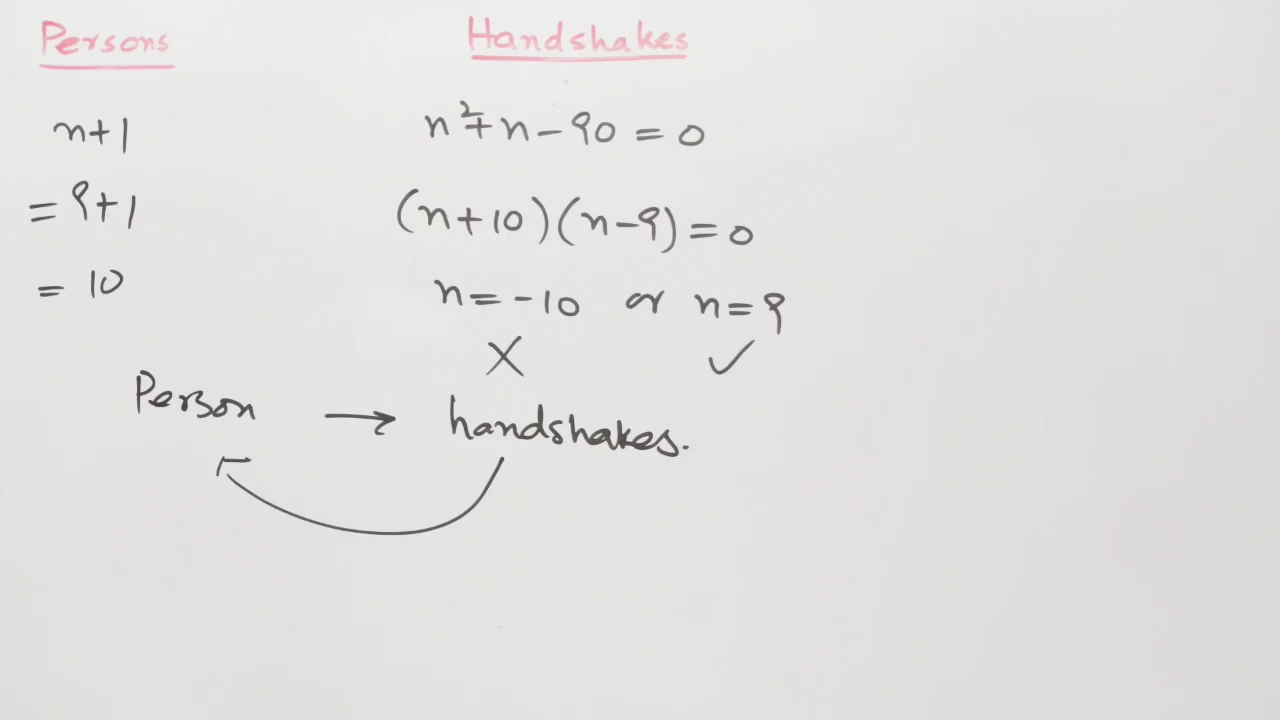 Persons Handshakes
n+1 n²+n-90=0
=9+1 (n+10)(n-9)=0
=10 n=-10 or n=9
Person → handshakes.